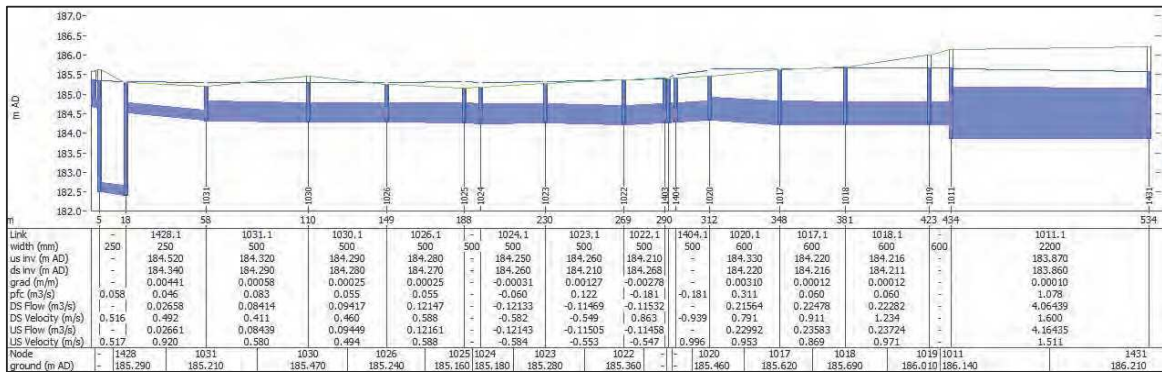 187.0
186.5
186.0
185.5
185.0
184.5
184.0
183.5
183.0
182.5
182.0
m AD
1031
1030
1026
1025
1024
1023
1022
1403
1404
1020
1017
1018
1019
1011
1431
m 5 18 58 110 149 188 230 269 290 312 348 381 423 434 534
Link - 1428.1 1031.1 1030.1 1026.1 - 1024.1 1023.1 1022.1 1404.1 1020.1 1017.1 1018.1 - 1011.1
width (mm) 250 250 500 500 500 500 500 500 500 500 600 600 600 600 2200
us inv (m AD) - 184.520 184.320 184.290 184.280 - 184.250 184.260 184.210 - 184.330 184.220 184.216 - 183.870
ds inv (m AD) - 184.340 184.290 184.280 184.270 - 184.260 184.210 184.268 - 184.220 184.216 184.211 - 183.860
grad (m/m) - 0.00441 0.00058 0.00025 0.00025 - -0.00031 0.00127 -0.00278 - 0.00310 0.00012 0.00012 - 0.00010
pfc (m3/s) 0.058 0.046 0.083 0.055 0.055 - -0.060 0.122 -0.181 -0.181 0.311 0.060 0.060 - 1.078
DS Flow (m3/s) - 0.02658 0.08414 0.09417 0.12147 - -0.12133 -0.11469 -0.11532 - 0.21564 0.22478 0.22282 - 4.06439
DS Velocity (m/s) 0.516 0.492 0.411 0.460 0.588 - -0.582 -0.549 0.863 -0.939 0.791 0.911 1.234 - 1.600
US Flow (m3/s) - 0.02661 0.08439 0.09449 0.12161 - -0.12143 -0.11505 -0.11458 - 0.22992 0.23583 0.23724 - 4.16435
US Velocity (m/s) 0.517 0.920 0.580 0.494 0.588 - -0.584 -0.553 -0.547 0.996 0.953 0.869 0.971 - 1.511
Node - 1428 1031 1030 1026 1025 1024 1023 1022 - - 1020 1017 1018 1019 1011 1431
ground (m AD) - 185.290 185.210 185.470 185.240 185.160 185.180 185.280 185.360 - - 185.460 185.620 185.690 186.010 186.140 186.210